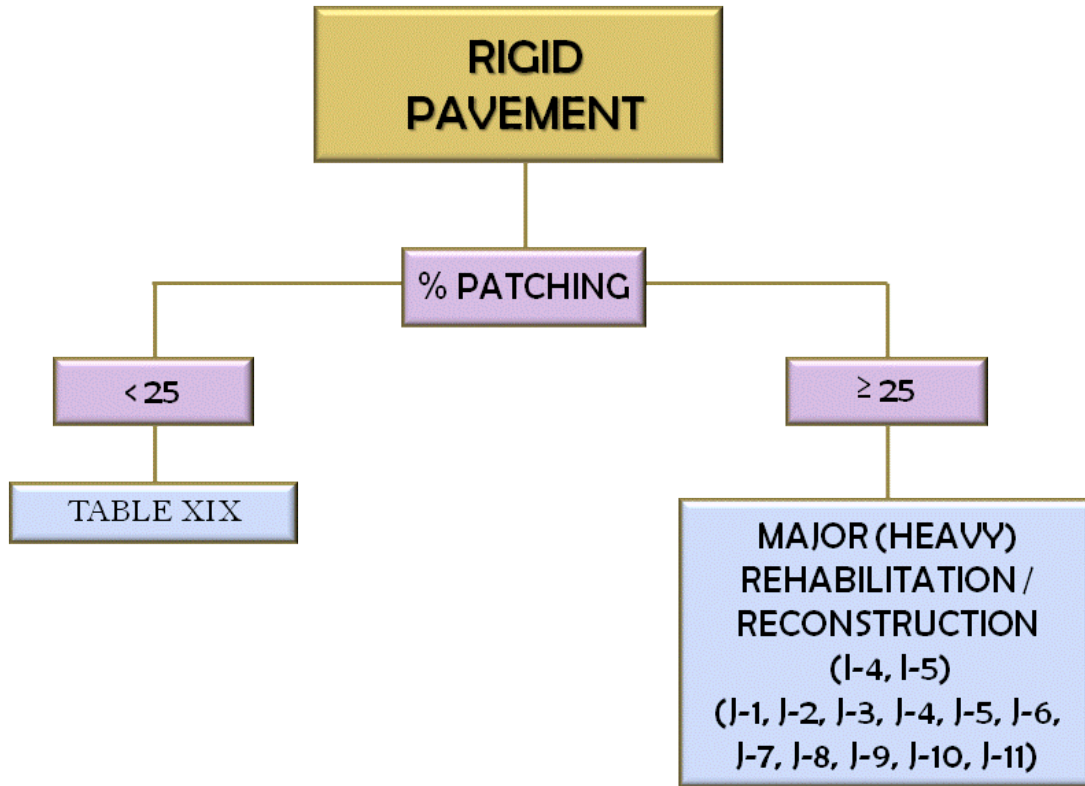 RIGID
PAVEMENT
% PATCHING
< 25
≥ 25
TABLE XIX
MAJOR (HEAVY)
REHABILITATION /
RECONSTRUCTION
(I-4, I-5)
(J-1, J-2, J-3, J-4, J-5, J-6,
J-7, J-8, J-9, J-10, J-11)